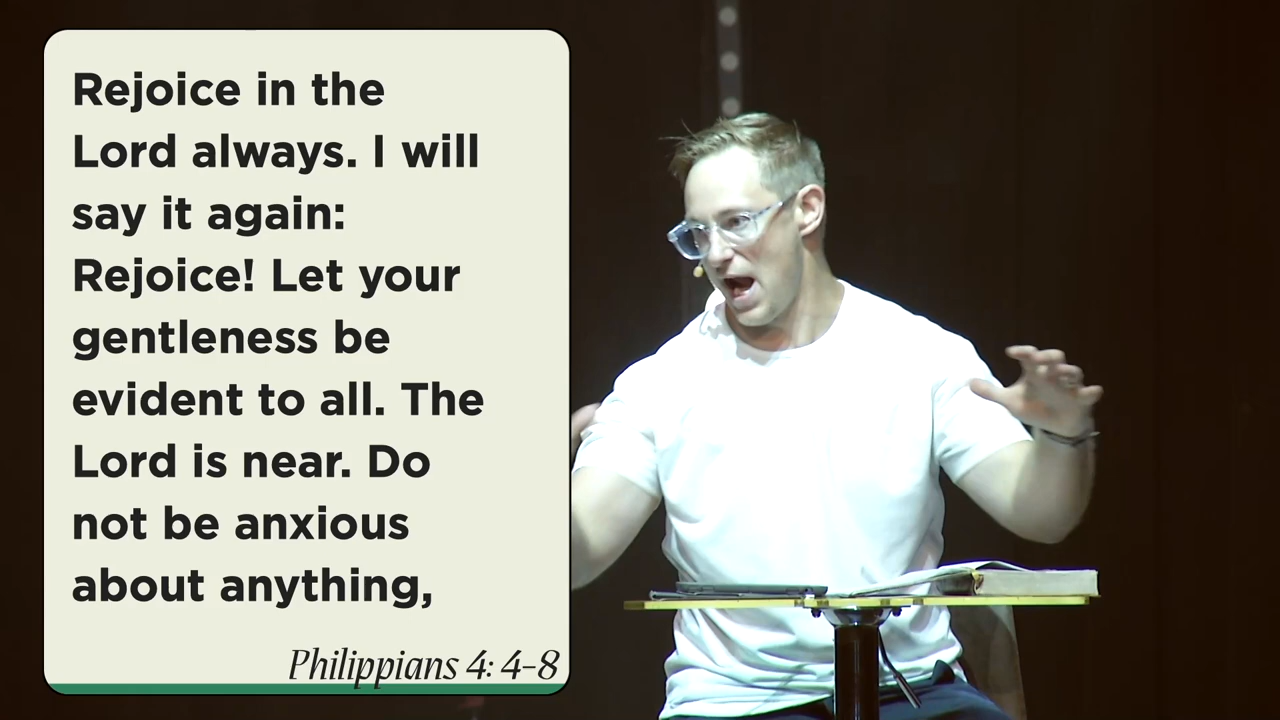 Rejoice in the
Lord always. I will
say it again:
Rejoice! Let your
gentleness be
evident to all. The
Lord is near. Do
not be anxious
about anything,
Philippians 4: 4-8